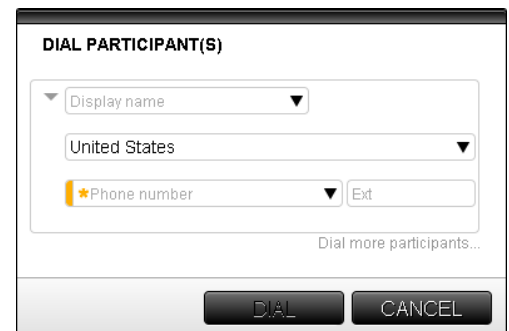 DIAL PARTICIPANT(S)
Display name
United States
*Phone number Ext
Dial more participants...
DIAL CANCEL